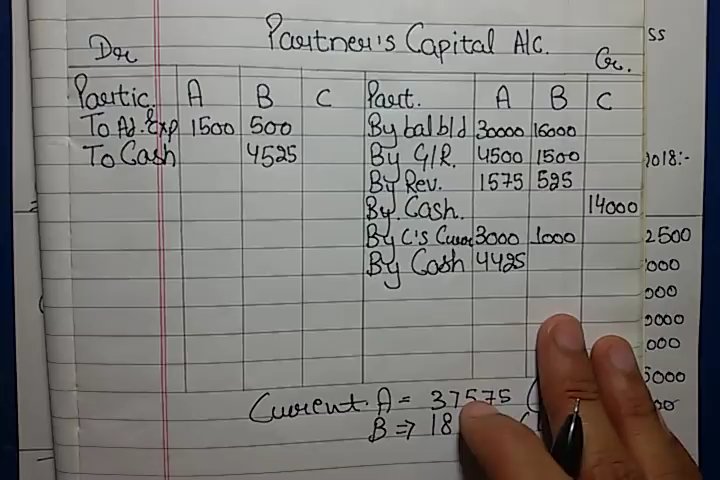 Partner's Capital A/C.
Dr Cr.
Partic. A B C Part. A B C
To Ad. Exp 1500 500 By bal b/d 30000 16000
To Cash 4525 By G/R. 4500 1500
By Rev. 1575 525
By Cash. 14000
By C's Curr 3000 1000
By Cash 4425
Current A = 37575 (
B ⇒ 18
SS
2018:-
2500
000
000
0000
000
5000